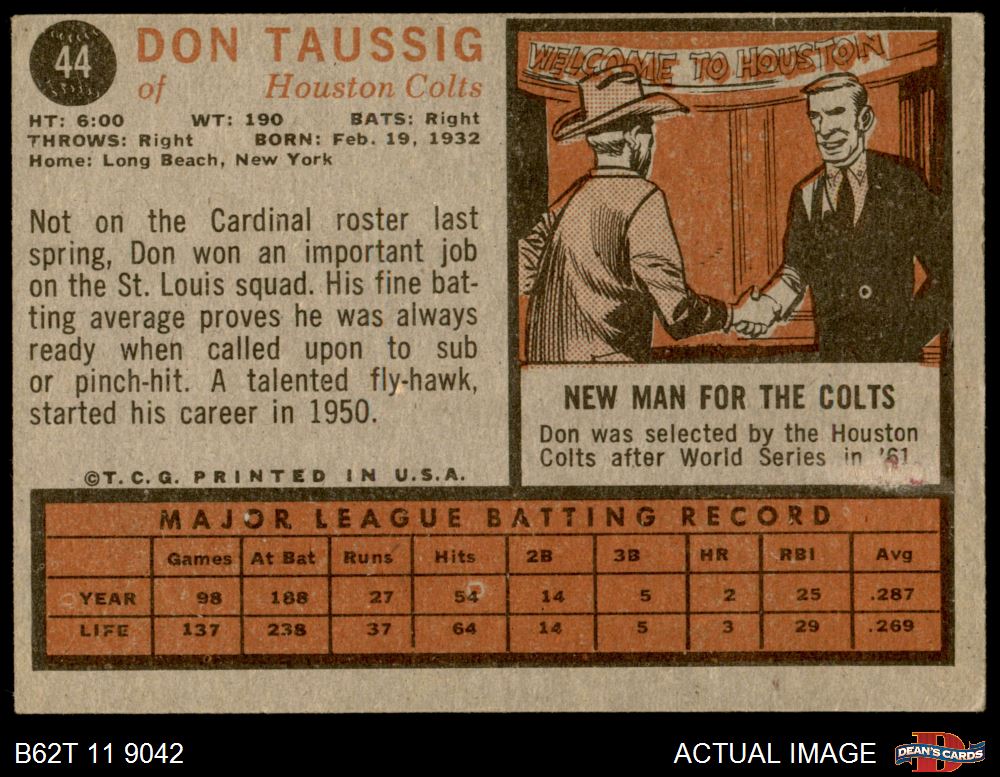 44
DON TAUSSIG
of Houston Colts
HT: 6:00 WT: 190 BATS: Right
THROWS: Right BORN: Feb. 19, 1932
Home: Long Beach, New York
Not on the Cardinal roster last
spring, Don won an important job
on the St. Louis squad. His fine bat-
ting average proves he was always
ready when called upon to sub
or pinch-hit. A talented fly-hawk,
started his career in 1950.
©T.C.G. PRINTED IN U.S.A.
WELCOME TO HOUSTON
NEW MAN FOR THE COLTS
Don was selected by the Houston
Colts after World Series in '61.
MAJOR LEAGUE BATTING RECORD
Games At Bat Runs Hits 2B 3B HR RBI Avg
YEAR 98 188 27 54 14 5 2 25 .287
LIFE 137 238 37 64 14 5 3 29 .269
B62T 11 9042
ACTUAL IMAGE
D
DEAN'S CARDS